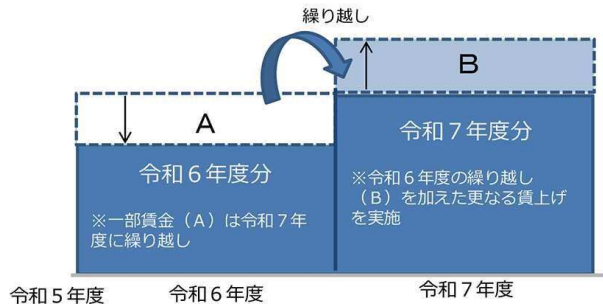 繰り越し
A
B
令和６年度分
※一部賃金（A）は令和７年
度に繰り越し
令和７年度分
※令和６年度の繰り越し
（B）を加えた更なる賃上げ
を実施
令和５年度
令和６年度
令和７年度